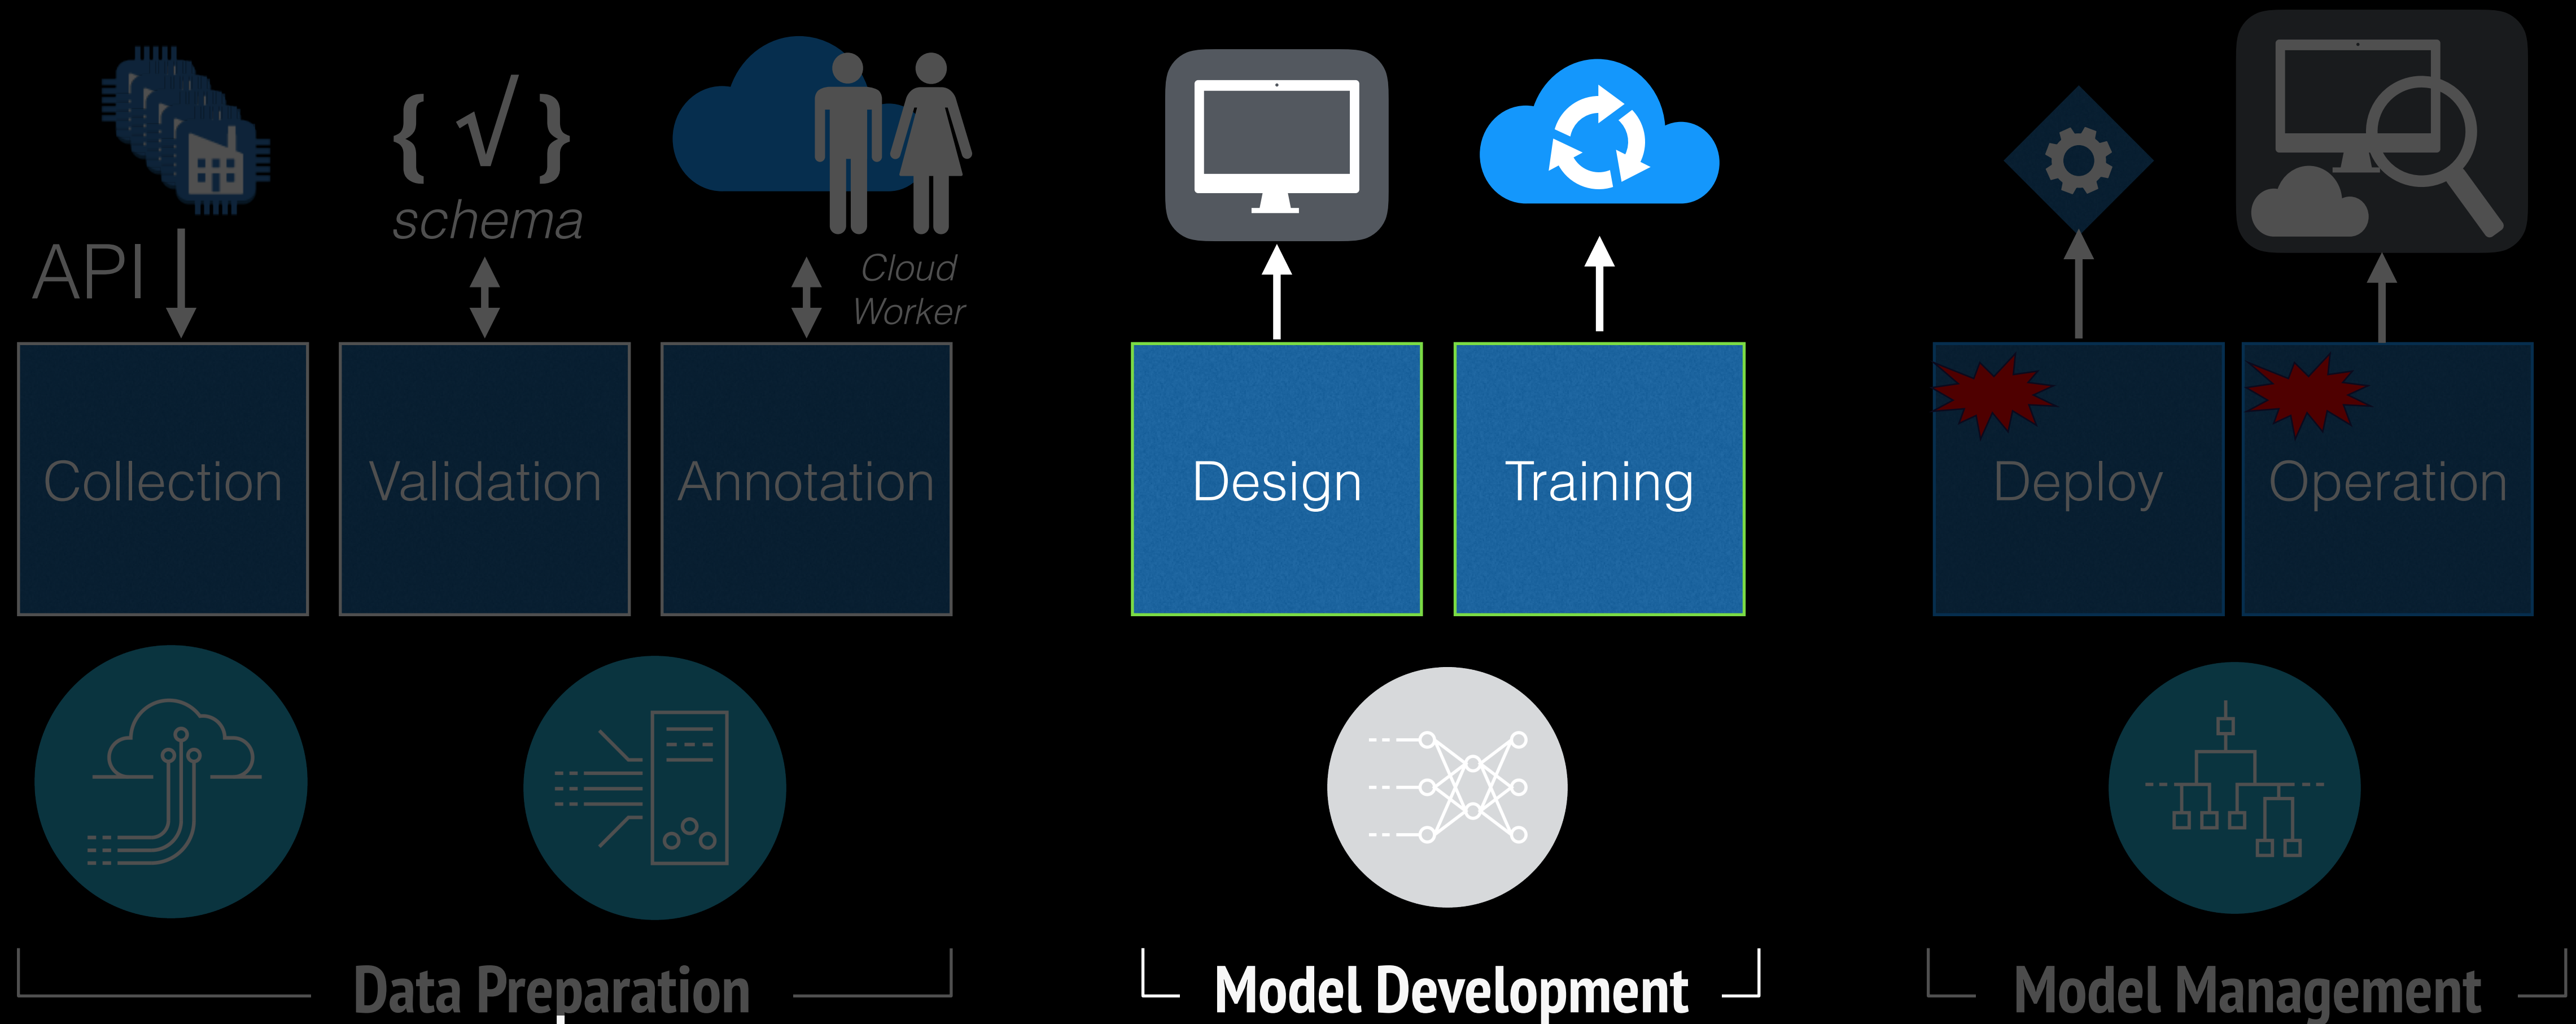 { √ }
schema
API
Cloud
Worker
Collection
Validation
Annotation
Design
Training
Deploy
Operation
Data Preparation
Model Development
Model Management